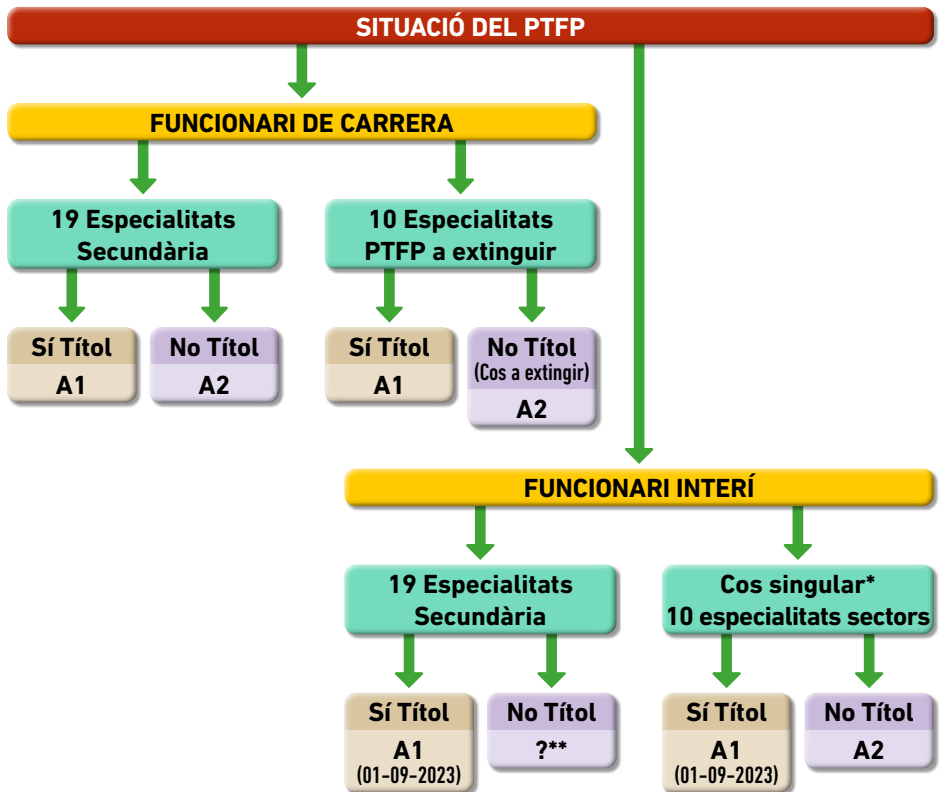 SITUACIÓ DEL PTFP
FUNCIONARI DE CARRERA
19 Especialitats
Secundària
10 Especialitats
PTFP a extinguir
Sí Títol
A1
No Títol
A2
Sí Títol
A1
No Títol
(Cos a extingir)
A2
FUNCIONARI INTERÍ
19 Especialitats
Secundària
Cos singular*
10 especialitats sectors
Sí Títol
A1
(01-09-2023)
No Títol
?**
Sí Títol
A1
(01-09-2023)
No Títol
A2